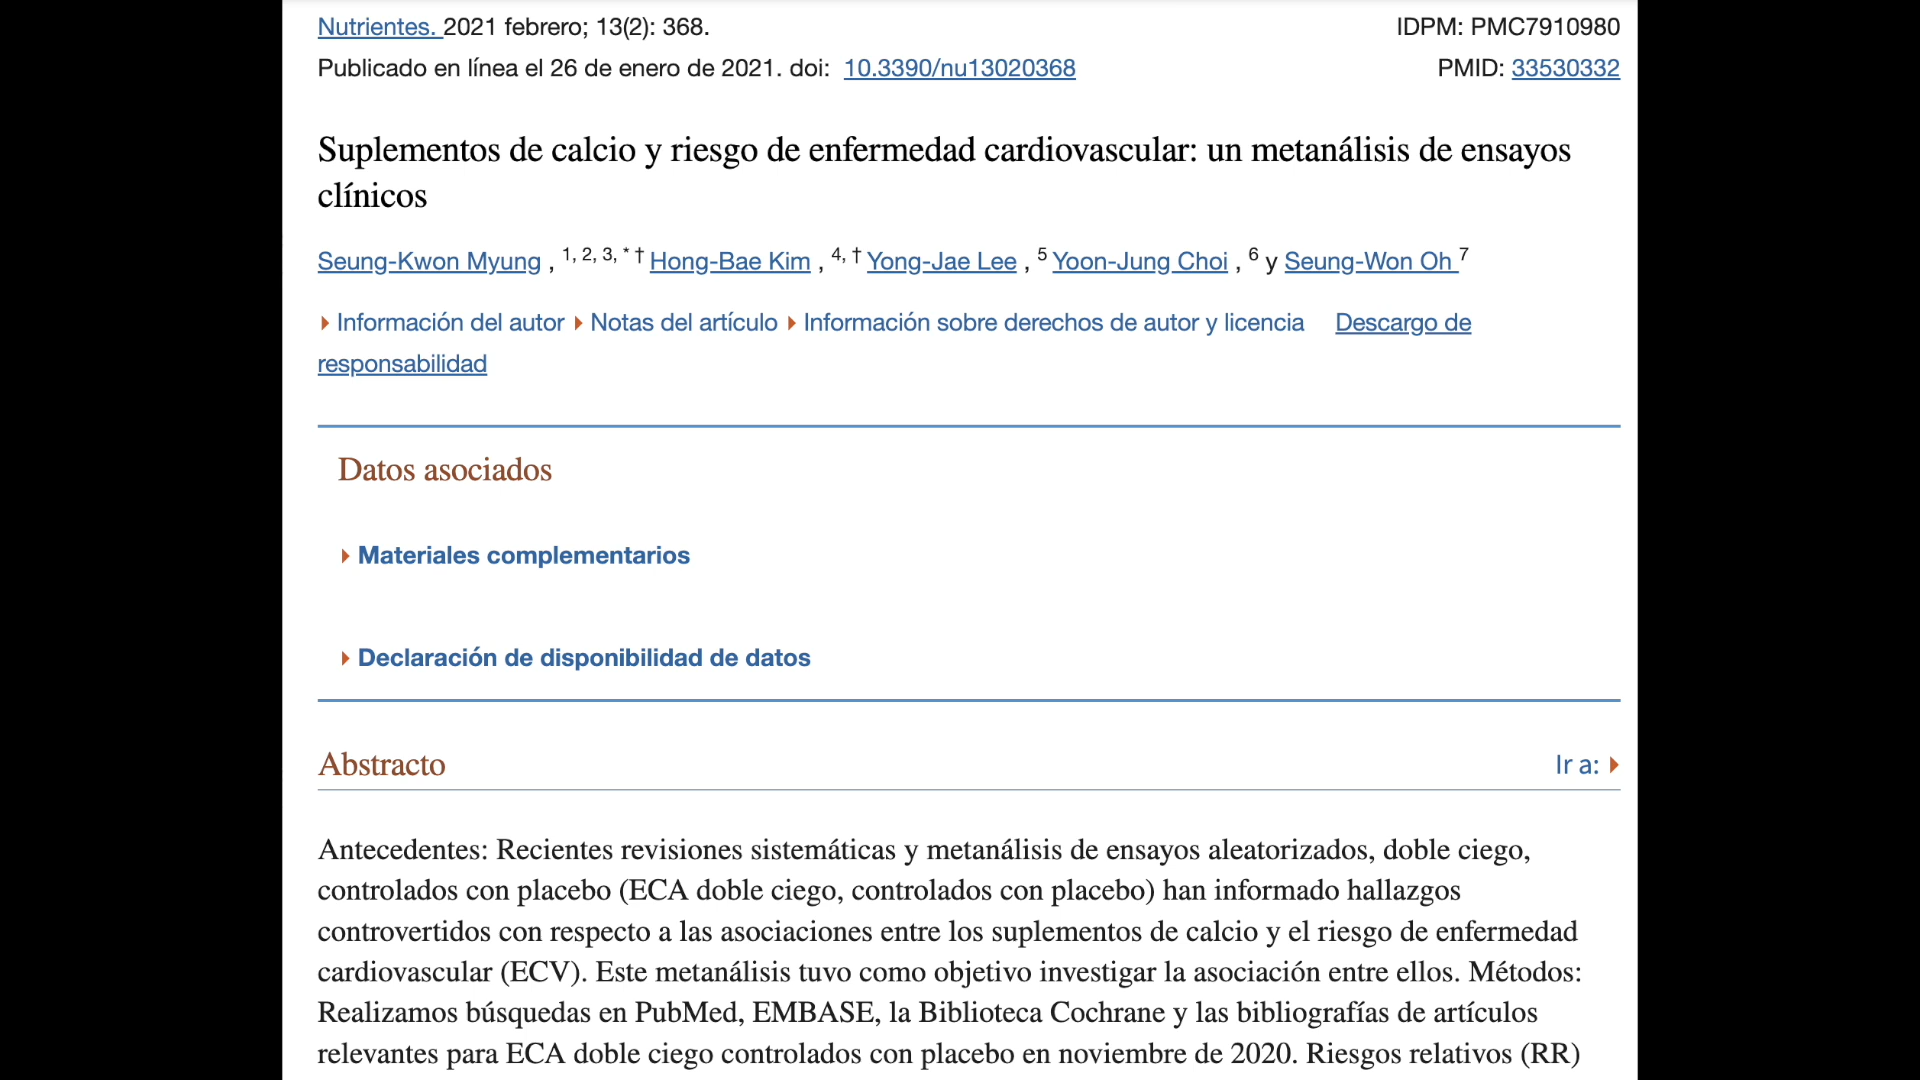 Nutrientes. 2021 febrero; 13(2): 368.
IDPM: PMC7910980
Publicado en línea el 26 de enero de 2021. doi: 10.3390/nu13020368
PMID: 33530332
Suplementos de calcio y riesgo de enfermedad cardiovascular: un metanálisis de ensayos
clínicos
Seung-Kwon Myung , 1, 2, 3, * † Hong-Bae Kim , 4, † Yong-Jae Lee , 5 Yoon-Jung Choi , 6 y Seung-Won Oh 7
Información del autor Notas del artículo Información sobre derechos de autor y licencia Descargo de
responsabilidad
Datos asociados
Materiales complementarios
Declaración de disponibilidad de datos
Abstracto
Ir a:
Antecedentes: Recientes revisiones sistemáticas y metanálisis de ensayos aleatorizados, doble ciego,
controlados con placebo (ECA doble ciego, controlados con placebo) han informado hallazgos
controvertidos con respecto a las asociaciones entre los suplementos de calcio y el riesgo de enfermedad
cardiovascular (ECV). Este metanálisis tuvo como objetivo investigar la asociación entre ellos. Métodos:
Realizamos búsquedas en PubMed, EMBASE, la Biblioteca Cochrane y las bibliografías de artículos
relevantes para ECA doble ciego controlados con placebo en noviembre de 2020. Riesgos relativos (RR)